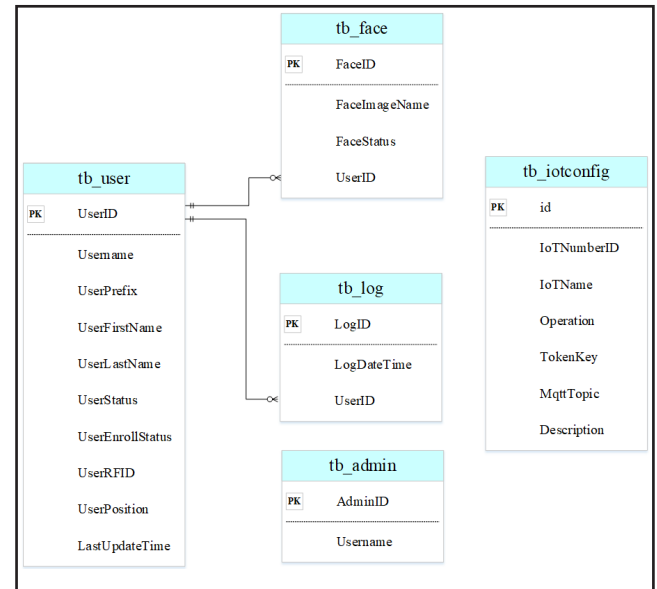 tb_face
PK FaceID
FaceImageName
FaceStatus
UserID
tb_user
PK UserID
Username
UserPrefix
UserFirstName
UserLastName
UserStatus
UserEnrollStatus
UserRFID
UserPosition
LastUpdateTime
tb_log
PK LogID
LogDateTime
UserID
tb_admin
PK AdminID
Username
tb_iotconfig
PK id
IoTNumberID
IoTName
Operation
TokenKey
MqttTopic
Description